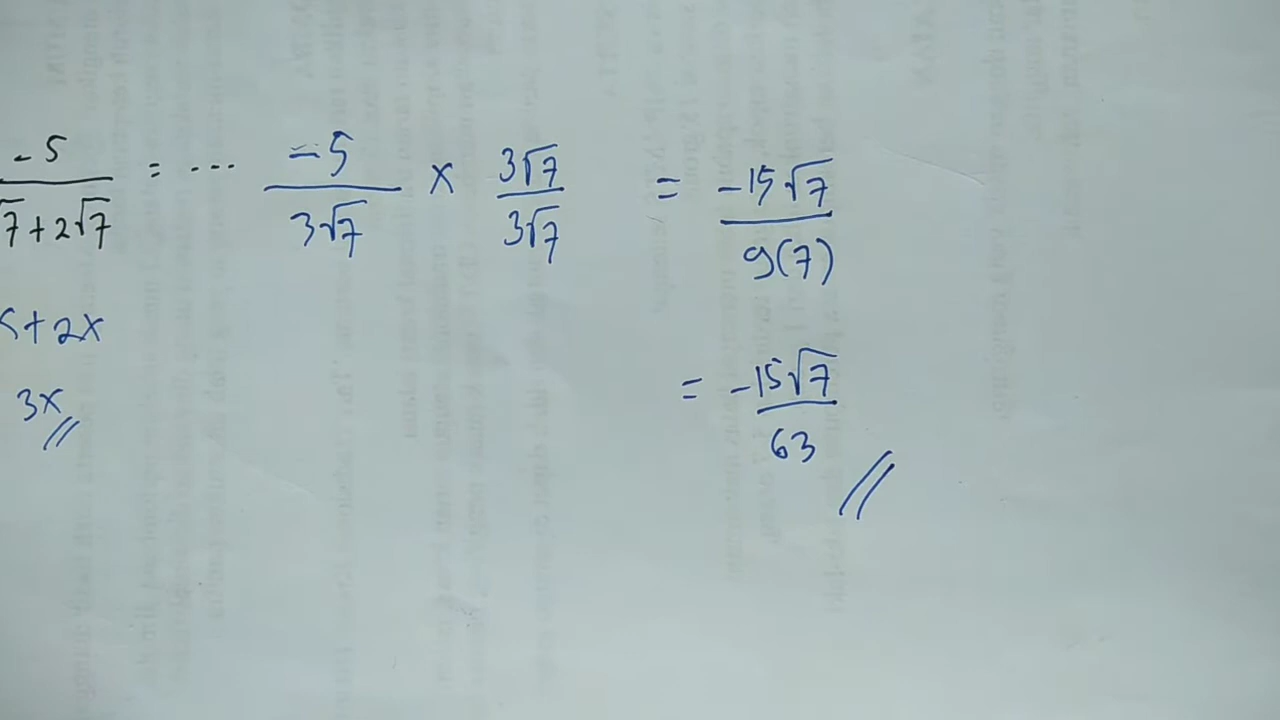 -5/(√7+2√7) = ... -5/(3√7) × 3√7/3√7 = -15√7/9(7)
x+2x
3x
= -15√7/63